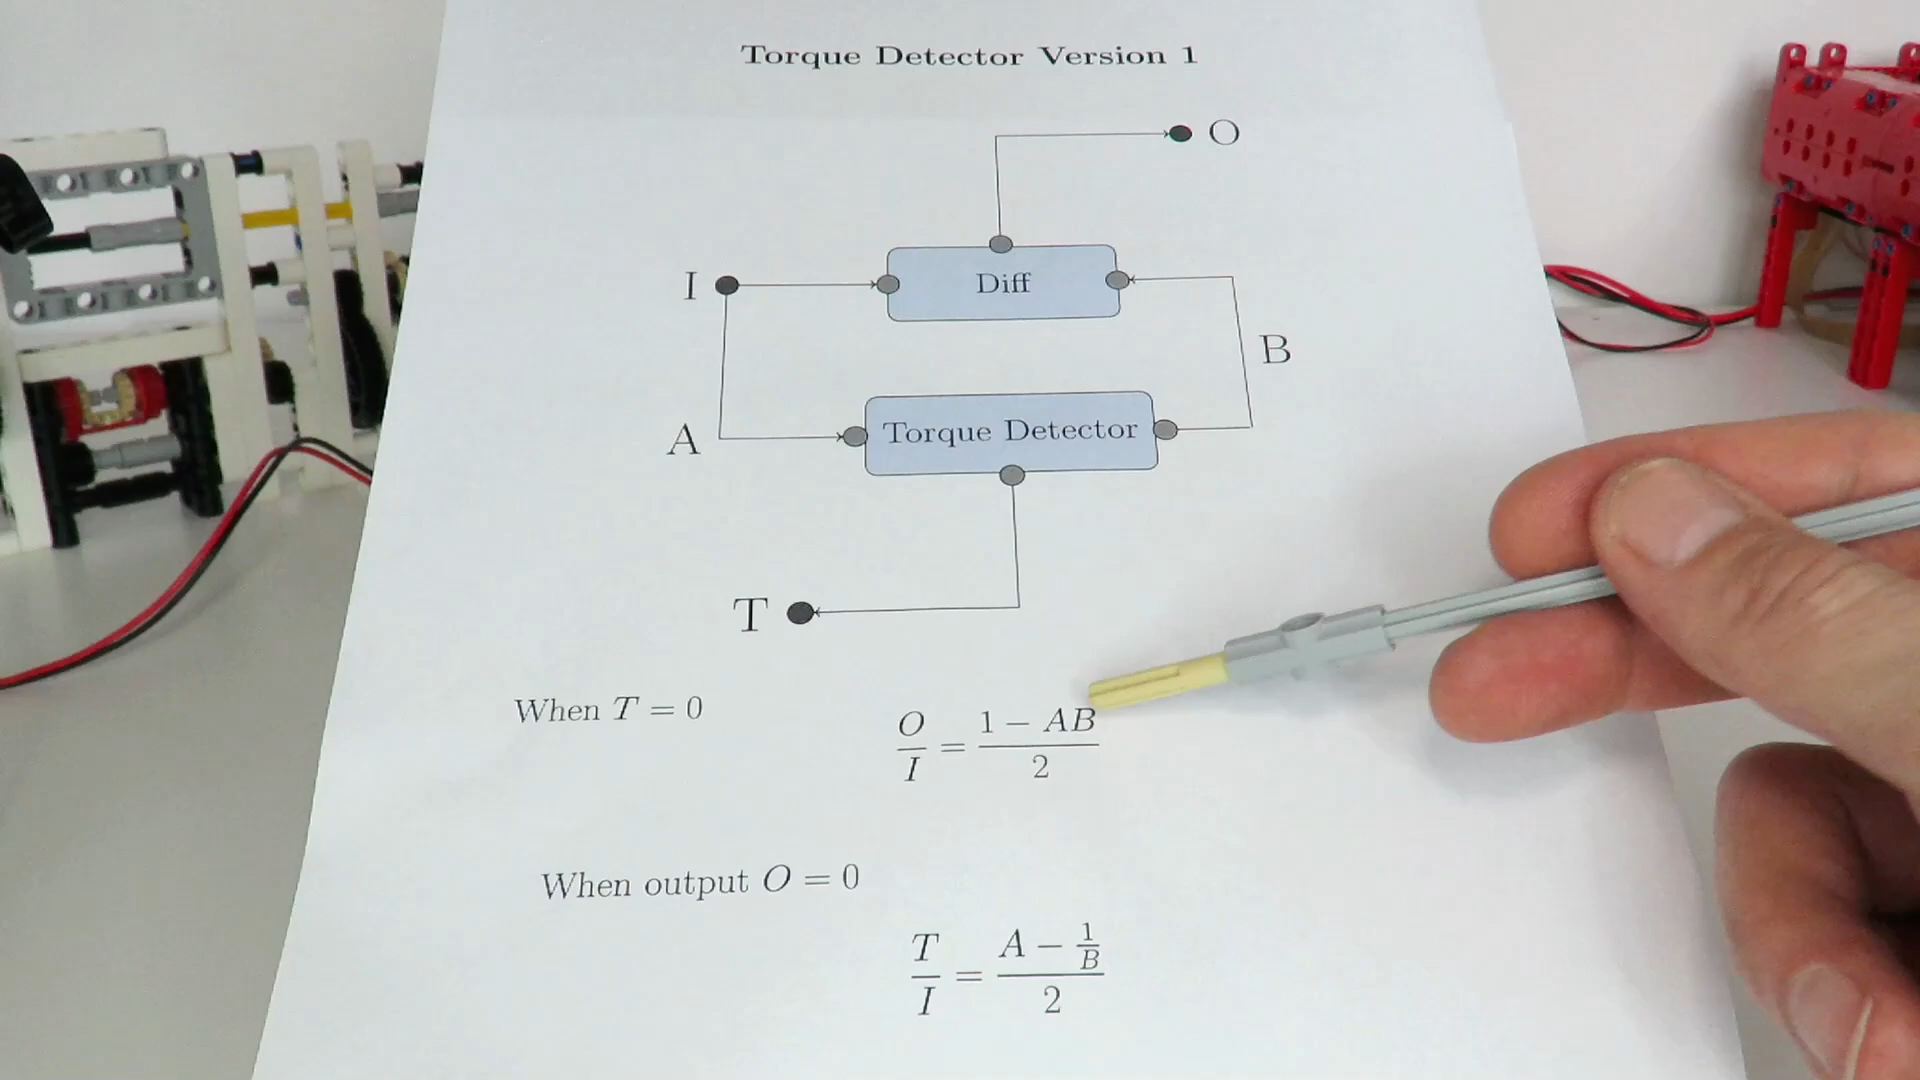 Torque Detector Version 1
O
I
Diff
B
A
Torque Detector
T
When T = 0
O/I = (1 − AB)/2
When output O = 0
T/I = (A − 1/B)/2